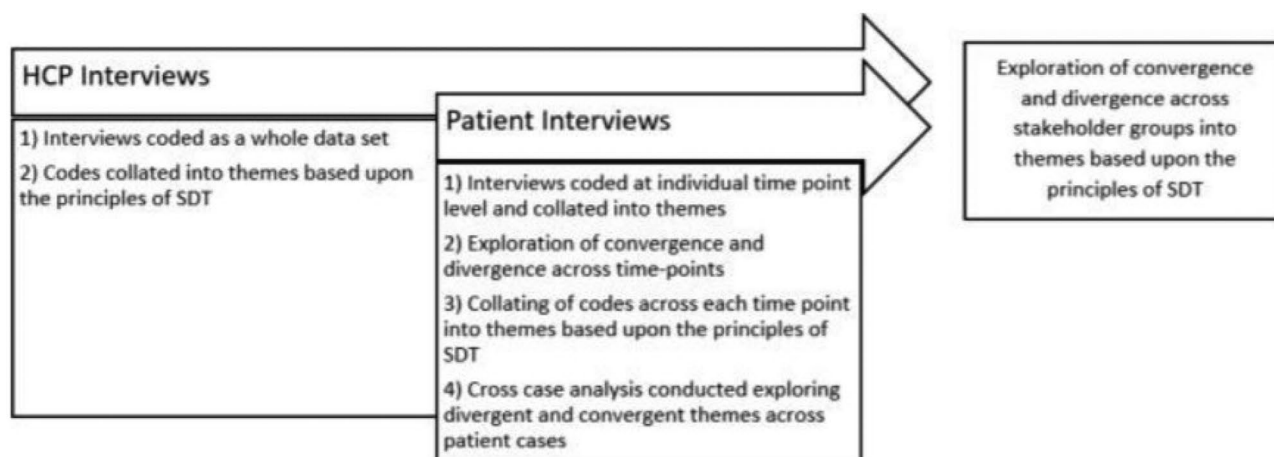 HCP Interviews
1) Interviews coded as a whole data set
2) Codes collated into themes based upon
the principles of SDT
Patient Interviews
1) Interviews coded at individual time point
level and collated into themes
2) Exploration of convergence and
divergence across time-points
3) Collating of codes across each time point
into themes based upon the principles of
SDT
4) Cross case analysis conducted exploring
divergent and convergent themes across
patient cases
Exploration of convergence
and divergence across
stakeholder groups into
themes based upon the
principles of SDT